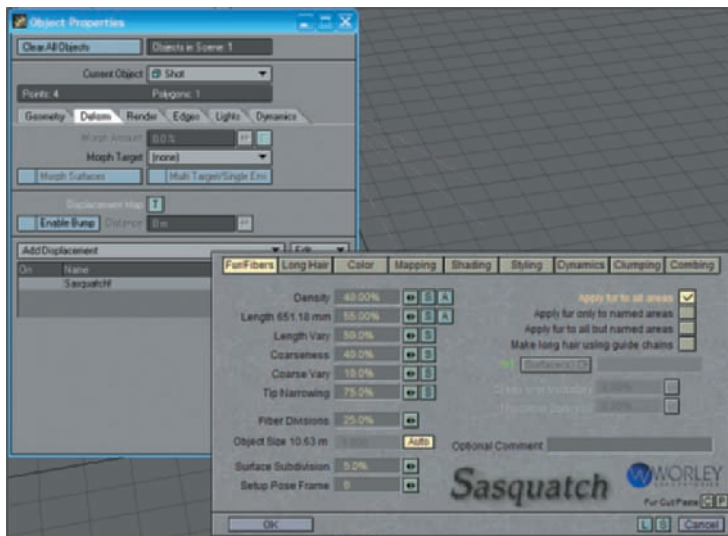 Object Properties
Clear All Objects
Objects in Scene: 1
Current Object
Shot
Points: 4
Polygons: 1
Geometry
Deform
Render
Edges
Lights
Dynamics
Morph Amount
0.0 %
Morph Target
(none)
Morph Surfaces
Multi Target/Single Env
Displacement Map
T
Enable Bump
Distance
0 m
Add Displacement
Edit
On
Name
Sasquatch!
Fur/Fibers
Long Hair
Color
Mapping
Shading
Styling
Dynamics
Clumping
Combing
Density
40.00%
S
A
Length 651.18 mm
55.00%
S
A
Length Vary
50.0%
S
Coarseness
40.0%
S
Coarse Vary
10.0%
S
Tip Narrowing
75.0%
S
Fiber Divisions
25.0%
Object Size 10.63 m
Auto
Surface Subdivision
5.0%
Setup Pose Frame
0
Apply fur to all areas
Apply fur only to named areas
Apply fur to all but named areas
Make long hair using guide chains
Optional Comment
Sasquatch
WORLEY
Fur Cut/Paste
C
P
OK
L
S
Cancel